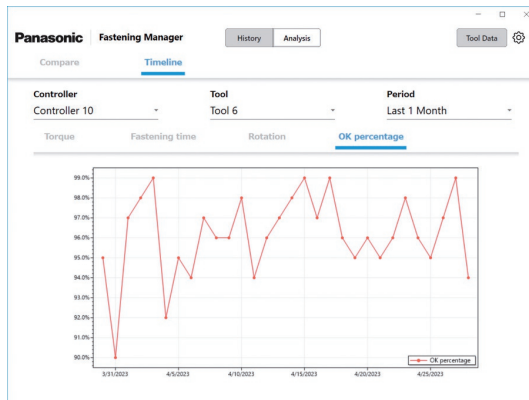 Panasonic Fastening Manager History Analysis Tool Data
Compare Timeline
Controller Tool Period
Controller 10 Tool 6 Last 1 Month
Torque Fastening time Rotation OK percentage
99.0%
98.0%
97.0%
96.0%
95.0%
94.0%
93.0%
92.0%
91.0%
90.0%
OK percentage
3/31/2023 4/5/2023 4/10/2023 4/15/2023 4/20/2023 4/25/2023